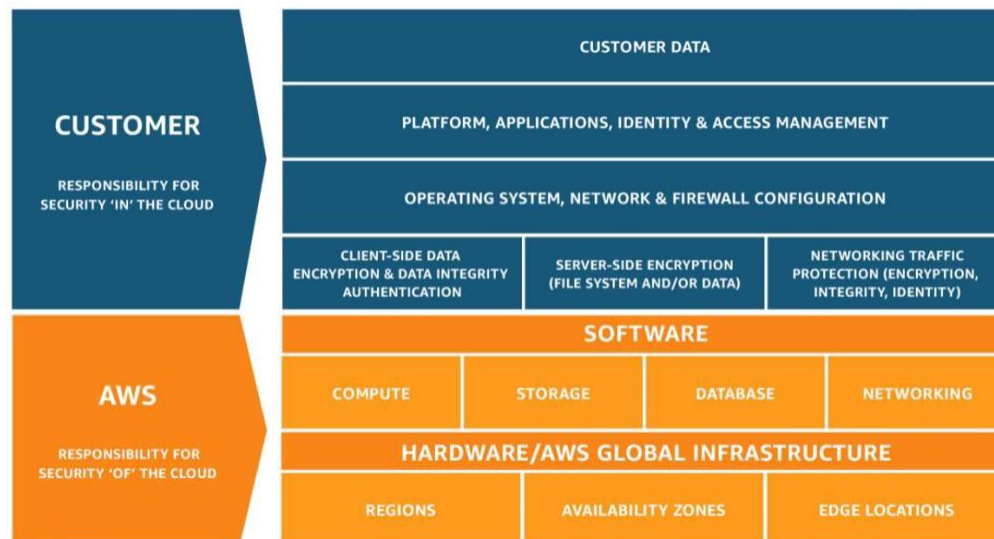 CUSTOMER
RESPONSIBILITY FOR
SECURITY ‘IN’ THE CLOUD
CUSTOMER DATA
PLATFORM, APPLICATIONS, IDENTITY & ACCESS MANAGEMENT
OPERATING SYSTEM, NETWORK & FIREWALL CONFIGURATION
CLIENT-SIDE DATA
ENCRYPTION & DATA INTEGRITY
AUTHENTICATION
SERVER-SIDE ENCRYPTION
(FILE SYSTEM AND/OR DATA)
NETWORKING TRAFFIC
PROTECTION (ENCRYPTION,
INTEGRITY, IDENTITY)
AWS
RESPONSIBILITY FOR
SECURITY ‘OF’ THE CLOUD
SOFTWARE
COMPUTE
STORAGE
DATABASE
NETWORKING
HARDWARE/AWS GLOBAL INFRASTRUCTURE
REGIONS
AVAILABILITY ZONES
EDGE LOCATIONS